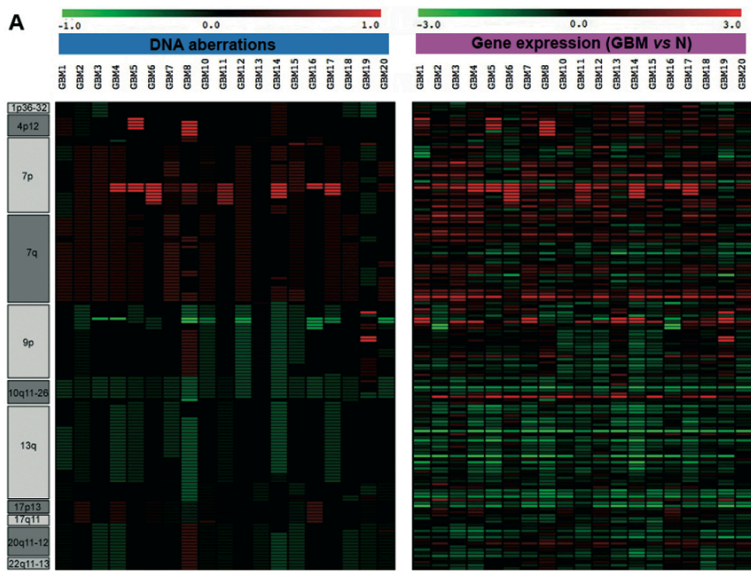 A
-1.0 0.0 1.0
-3.0 0.0 3.0
DNA aberrations
Gene expression (GBM vs N)
GBM1 GBM2 GBM3 GBM4 GBM5 GBM6 GBM7 GBM8 GBM10 GBM11 GBM12 GBM13 GBM14 GBM15 GBM16 GBM17 GBM18 GBM19 GBM20
GBM1 GBM2 GBM3 GBM4 GBM5 GBM6 GBM7 GBM8 GBM10 GBM11 GBM12 GBM13 GBM14 GBM15 GBM16 GBM17 GBM18 GBM19 GBM20
1p36-32
4p12
7p
7q
9p
10q11-26
13q
17p13
17q11
20q11-12
22q11-13